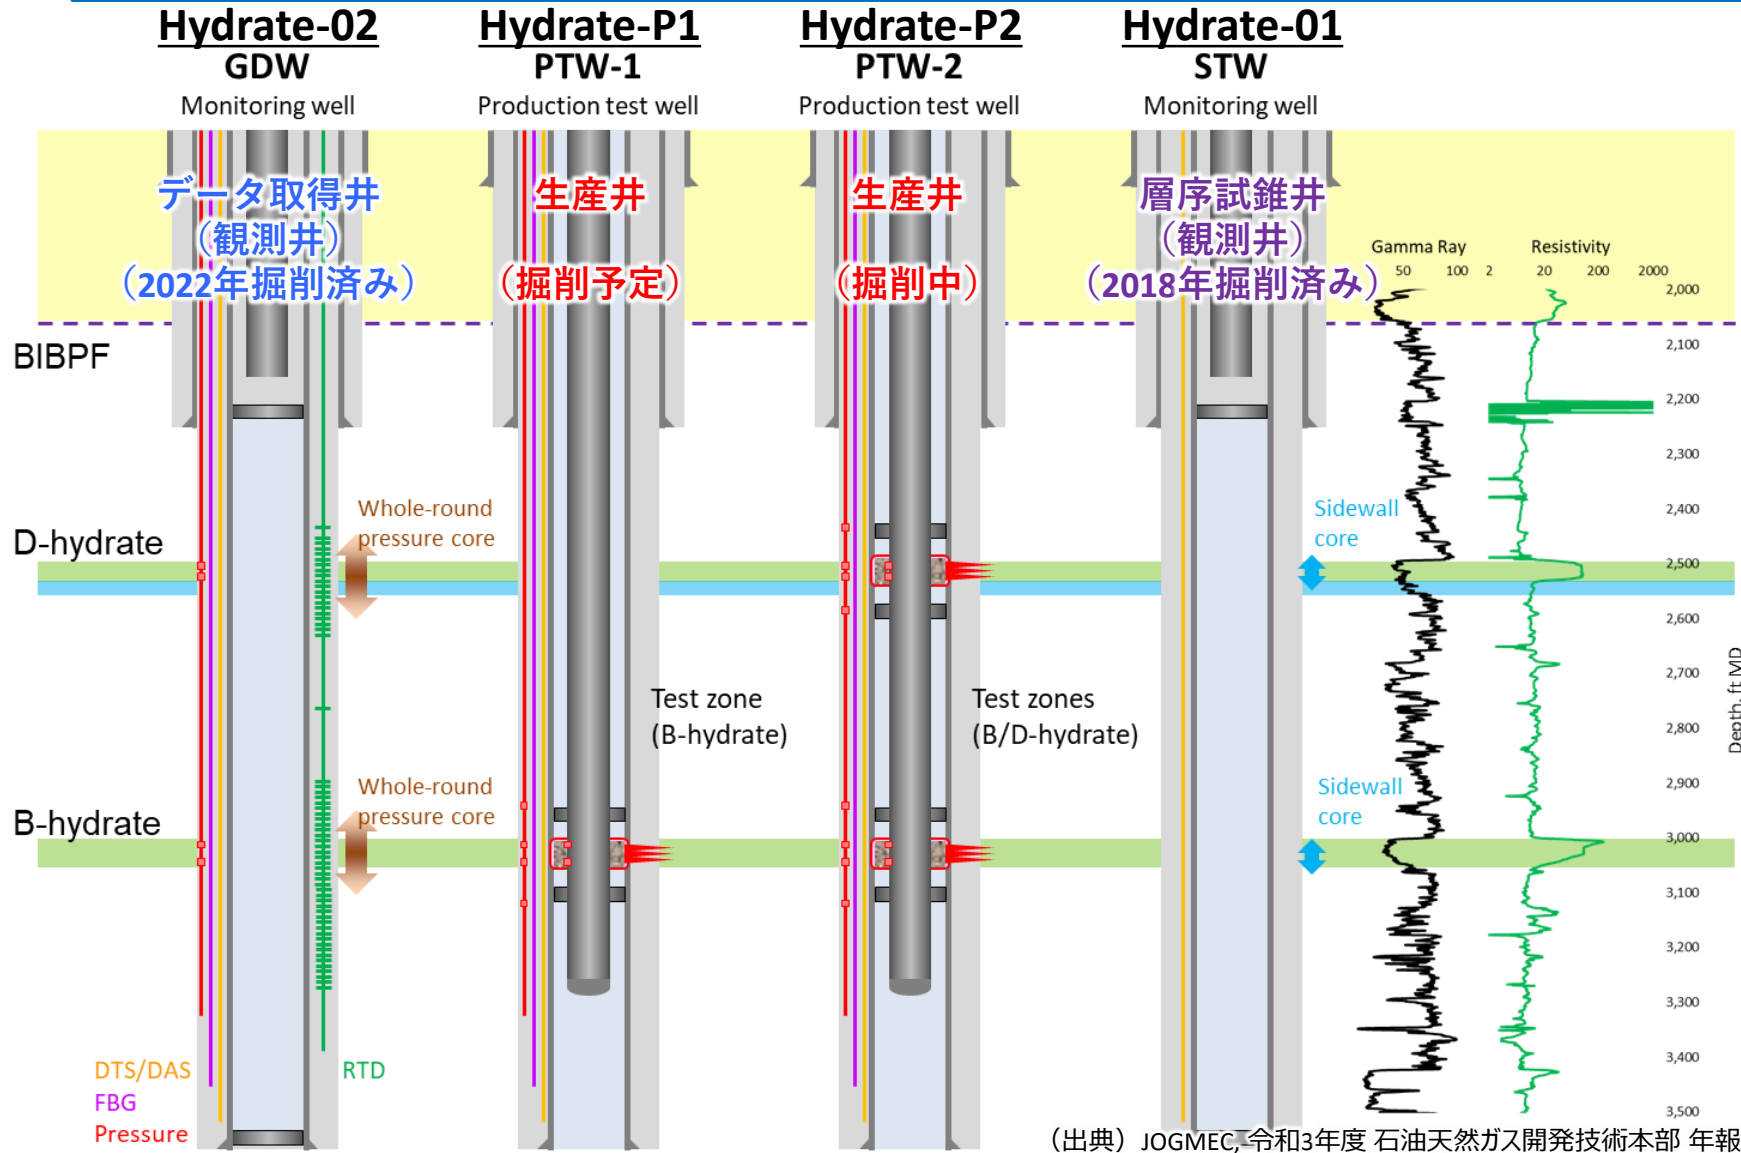 Hydrate-02
GDW
Monitoring well
Hydrate-P1
PTW-1
Production test well
Hydrate-P2
PTW-2
Production test well
Hydrate-01
STW
Monitoring well
データ取得井
（観測井）
（2022年掘削済み）
生産井
（掘削予定）
生産井
（掘削中）
層序試錐井
（観測井）
（2018年掘削済み）
Gamma Ray
50 100
Resistivity
2 20 200 2000
BIBPF
D-hydrate
B-hydrate
Whole-round
pressure core
Whole-round
pressure core
Test zone
(B-hydrate)
Test zones
(B/D-hydrate)
Sidewall
core
Sidewall
core
2,000
2,100
2,200
2,300
2,400
2,500
2,600
2,700
2,800
2,900
3,000
3,100
3,200
3,300
3,400
3,500
Depth, ft MD
DTS/DAS
FBG
Pressure
RTD
（出典）JOGMEC, 令和3年度 石油天然ガス開発技術本部 年報